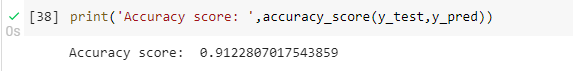 [38] print('Accuracy score: ',accuracy_score(y_test,y_pred))
0s
Accuracy score:  0.9122807017543859